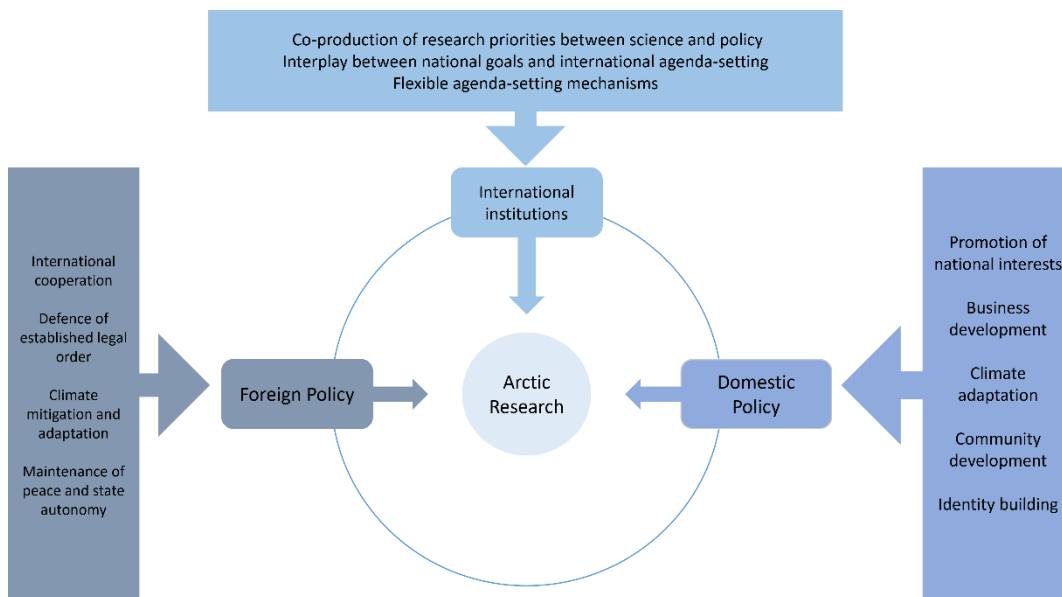 Co-production of research priorities between science and policy
Interplay between national goals and international agenda-setting
Flexible agenda-setting mechanisms
International
institutions
International
cooperation
Defence of
established legal
order
Climate
mitigation and
adaptation
Maintenance of
peace and state
autonomy
Foreign Policy
Arctic
Research
Domestic
Policy
Promotion of
national interests
Business
development
Climate
adaptation
Community
development
Identity building